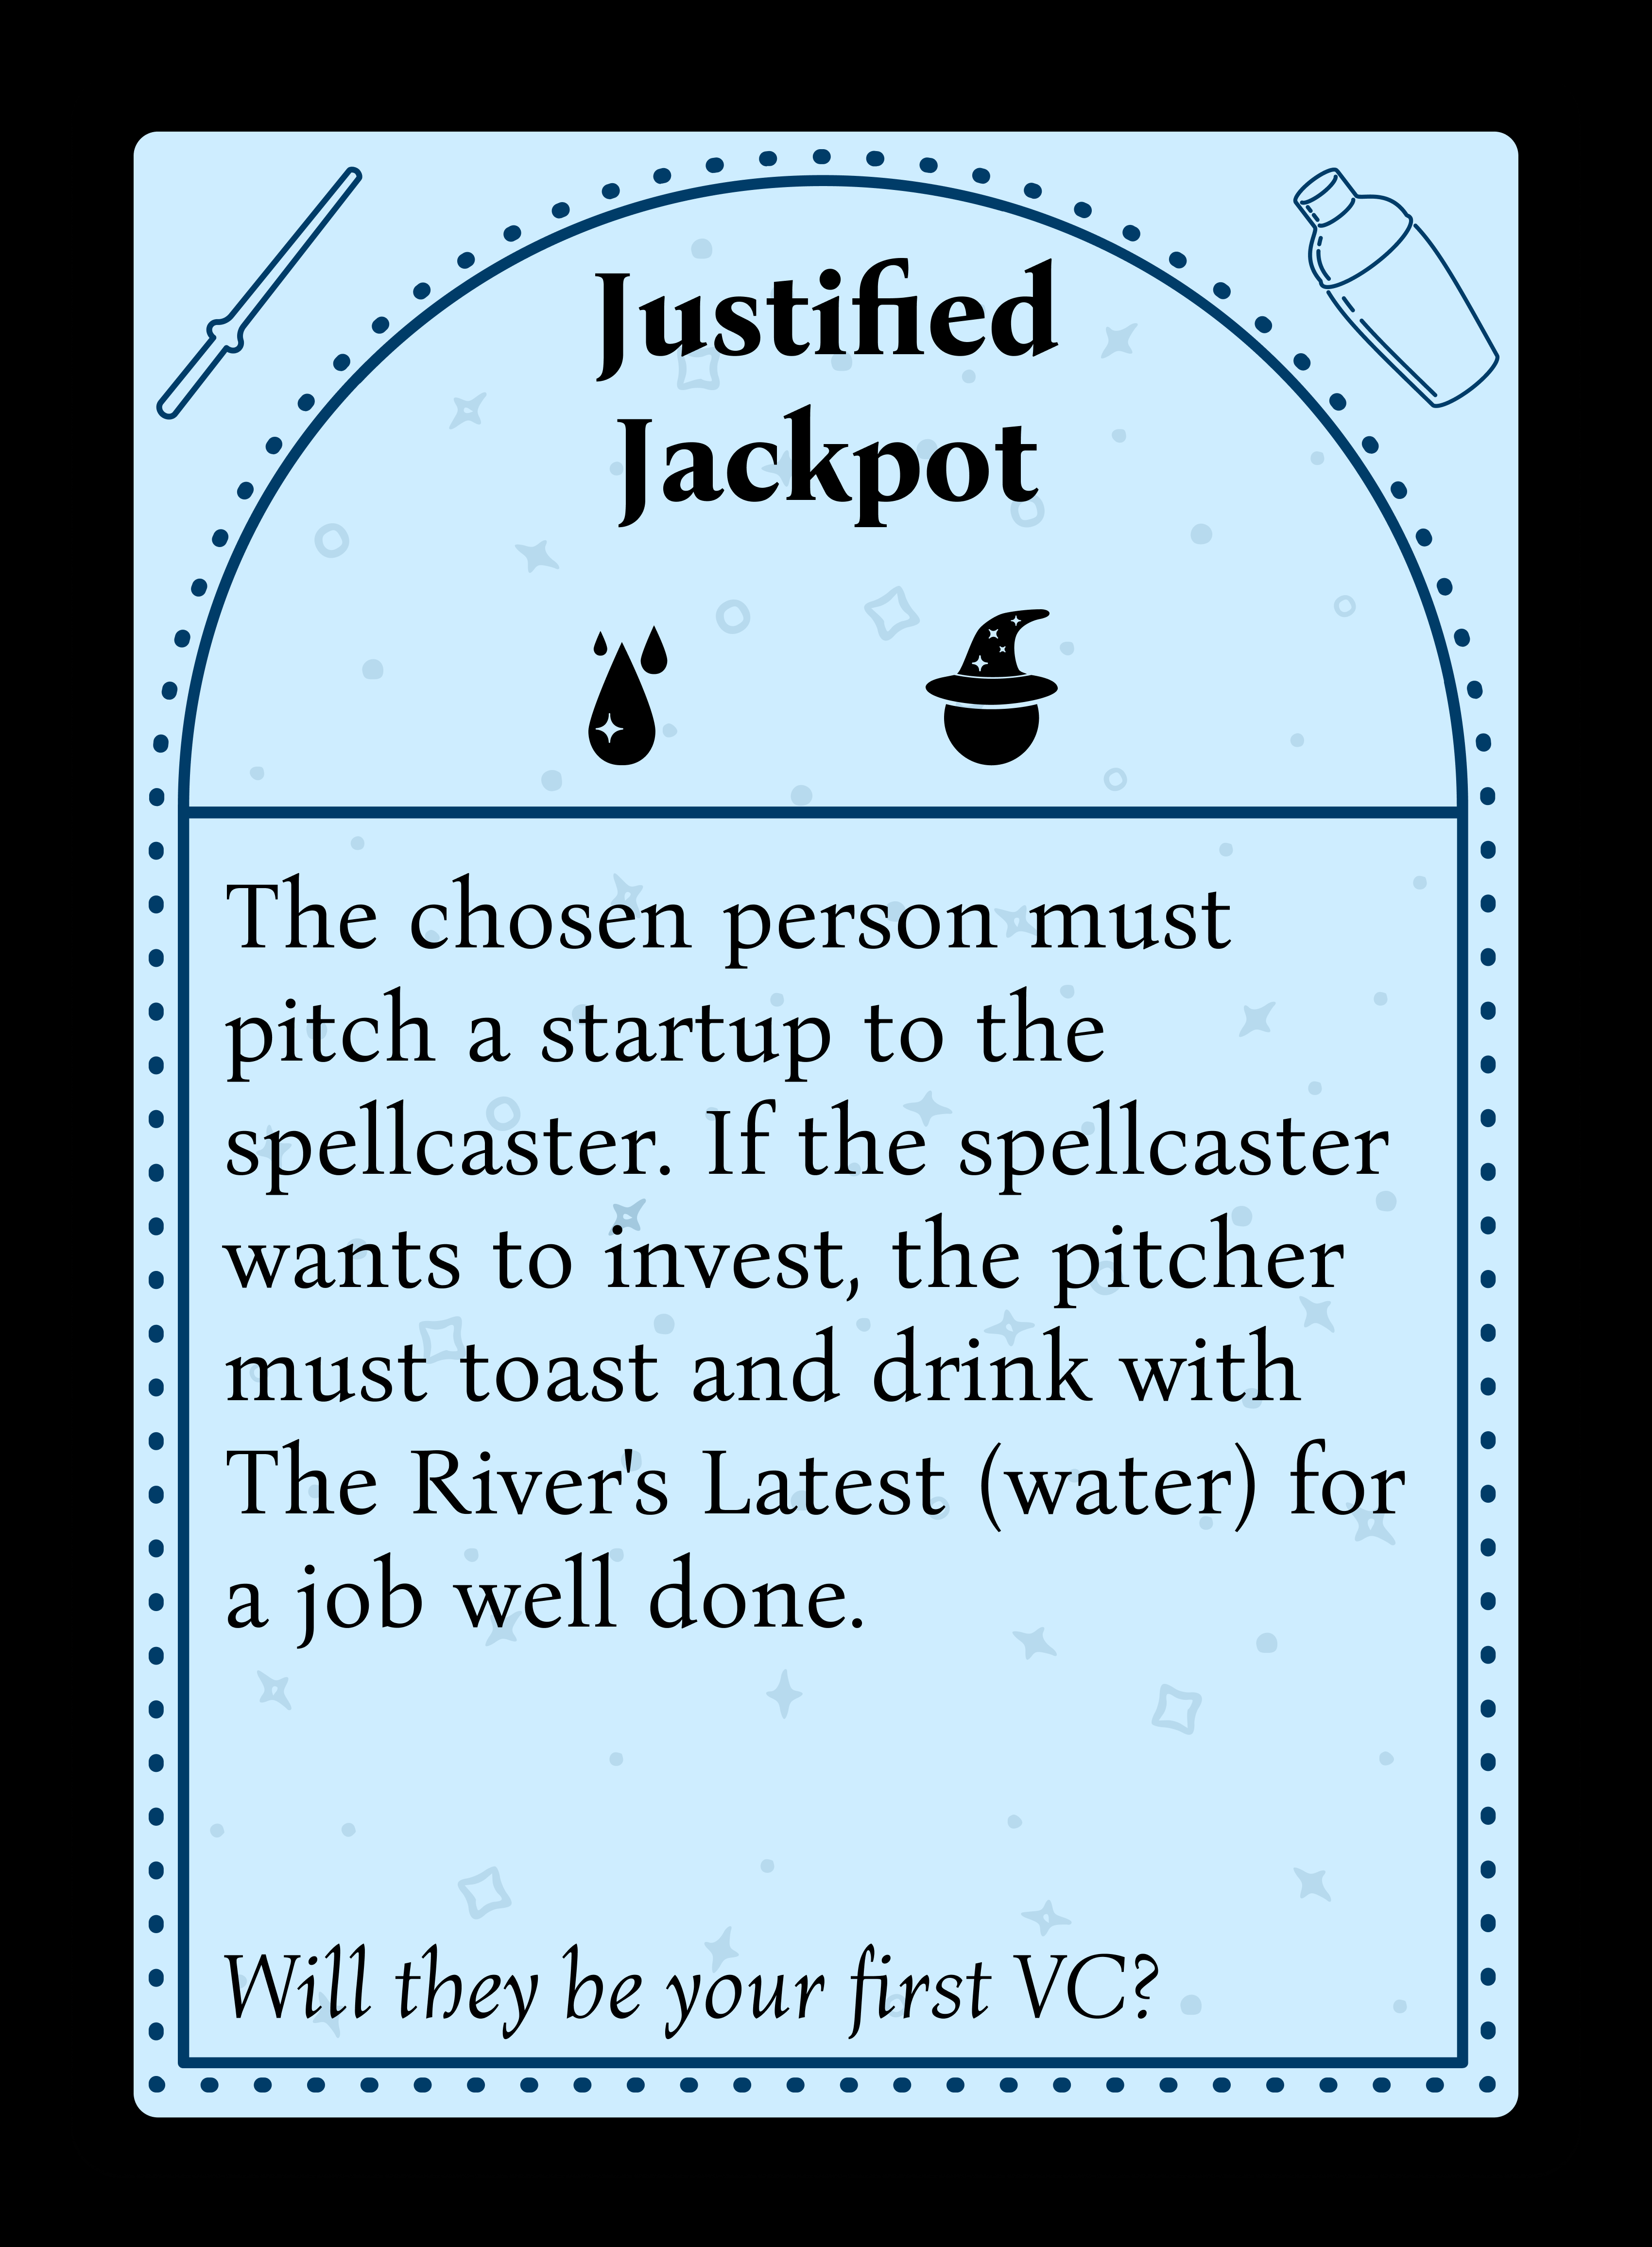 Justified
Jackpot
The chosen person must
pitch a startup to the
spellcaster. If the spellcaster
wants to invest, the pitcher
must toast and drink with
The River's Latest (water) for
a job well done.
Will they be your first VC?